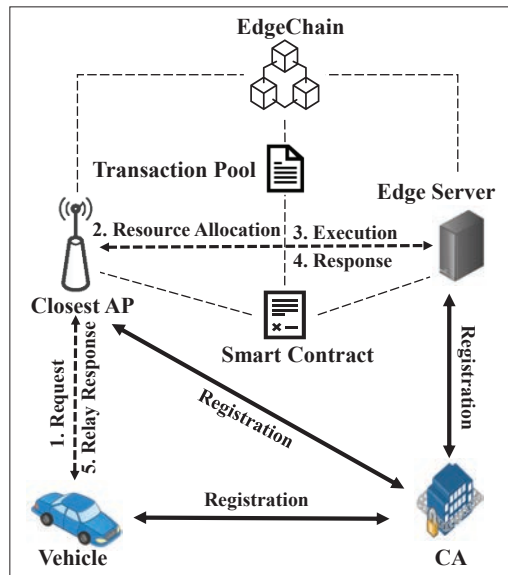 EdgeChain
Transaction Pool
Edge Server
2. Resource Allocation
3. Execution
4. Response
Closest AP
Smart Contract
1. Request
5. Relay Response
Registration
Registration
Registration
Vehicle
CA